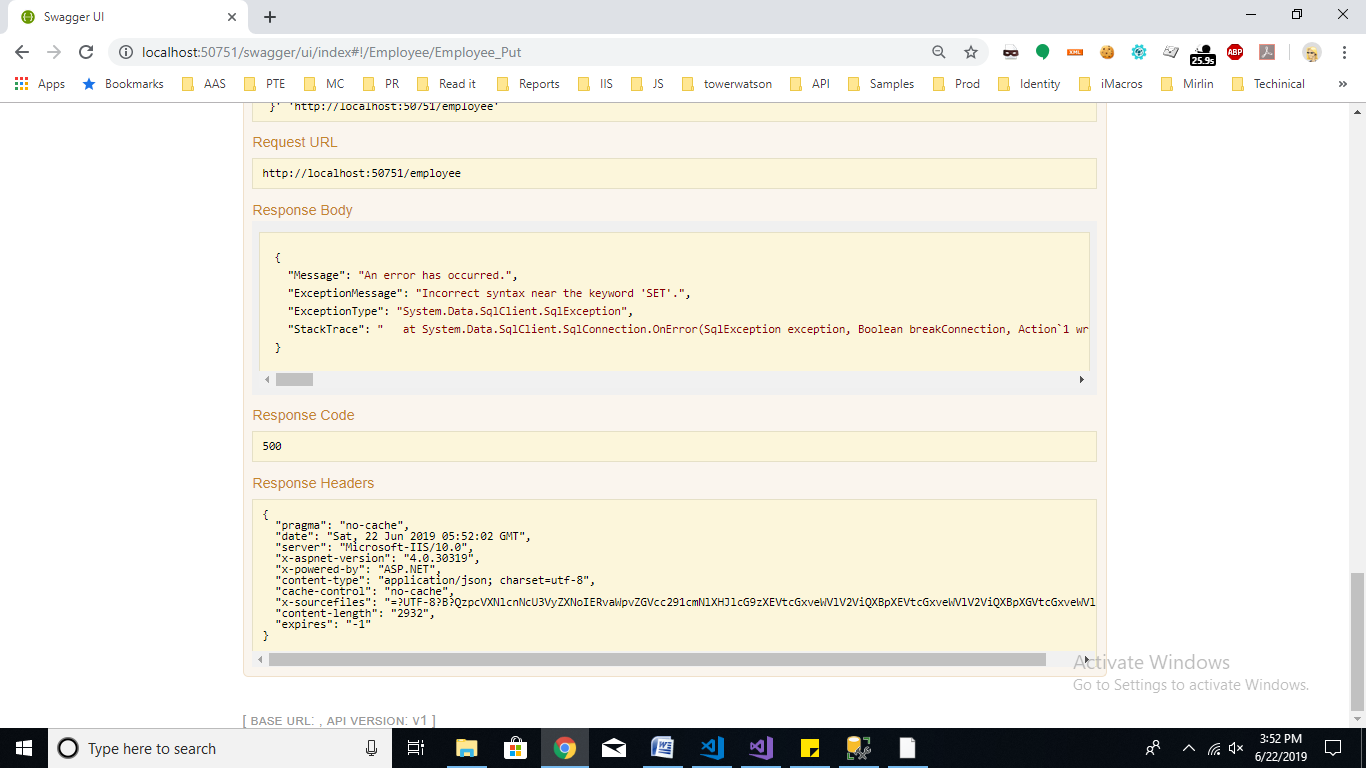 Swagger UI
localhost:50751/swagger/ui/index#!/Employee/Employee_Put
XML
25.9s
ABP
Apps Bookmarks AAS PTE MC PR Read it Reports IIS JS towerwatson API Samples Prod Identity iMacros Mirlin Techinical »
}' 'http://localhost:50751/employee'
Request URL
http://localhost:50751/employee
Response Body
{
"Message": "An error has occurred.",
"ExceptionMessage": "Incorrect syntax near the keyword 'SET'.",
"ExceptionType": "System.Data.SqlClient.SqlException",
"StackTrace": "   at System.Data.SqlClient.SqlConnection.OnError(SqlException exception, Boolean breakConnection, Action`1 wr
}
Response Code
500
Response Headers
{
"pragma": "no-cache",
"date": "Sat, 22 Jun 2019 05:52:02 GMT",
"server": "Microsoft-IIS/10.0",
"x-aspnet-version": "4.0.30319",
"x-powered-by": "ASP.NET",
"content-type": "application/json; charset=utf-8",
"cache-control": "no-cache",
"x-sourcefiles": "=?UTF-8?B?
"content-length": "2932",
"expires": "-1"
}
Activate Windows
Go to Settings to activate Windows.
[ BASE URL: , API VERSION: V1 ]
Type here to search
3:52 PM
6/22/2019